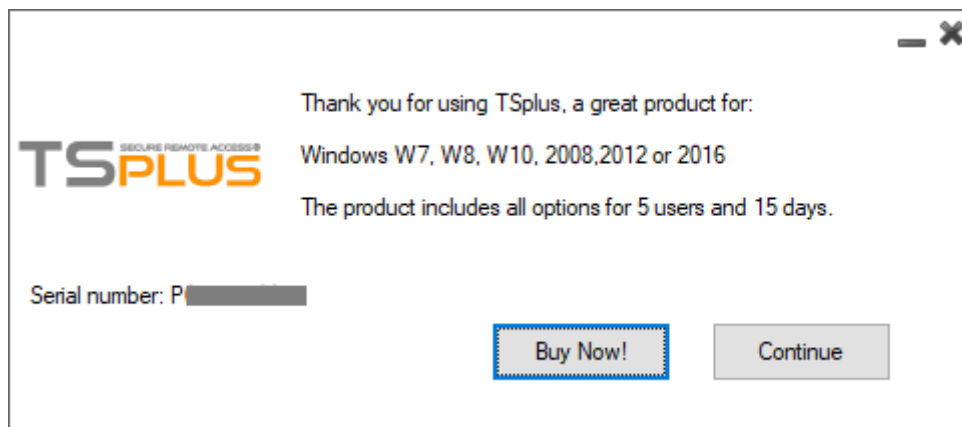 Thank you for using TSplus, a great product for:
SECURE REMOTE ACCESS®
TSPLUS
Windows W7, W8, W10, 2008,2012 or 2016
The product includes all options for 5 users and 15 days.
Serial number: P
Buy Now!
Continue